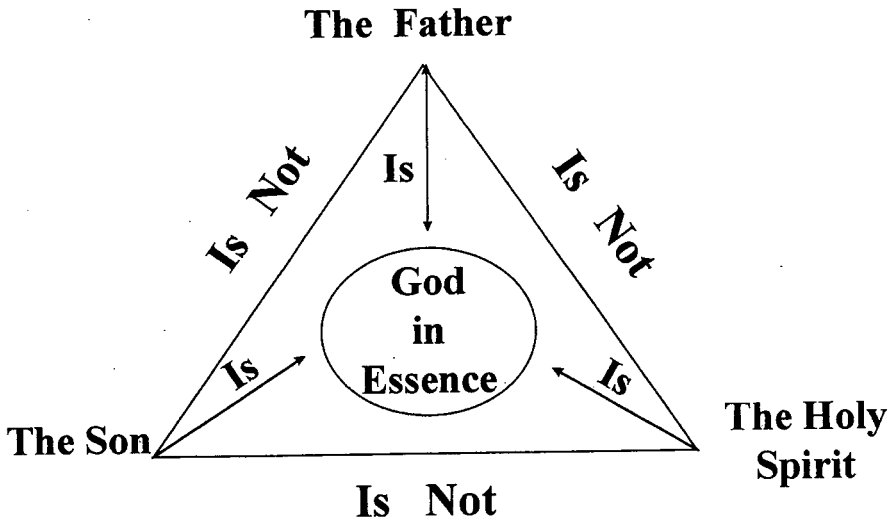 The Father
Is Not
Is Not
Is
God
in
Essence
Is
Is
The Son
The Holy
Spirit
Is Not